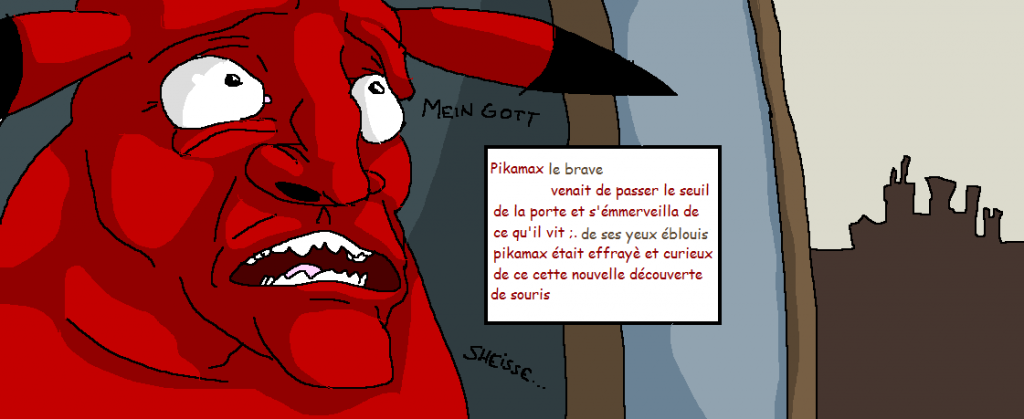 MEIN GOTT
Pikamax le brave
venait de passer le seuil
de la porte et s'émmerveilla de
ce qu'il vit ;. de ses yeux éblouis
pikamax était effrayè et curieux
de ce cette nouvelle découverte
de souris
SHEISSE...